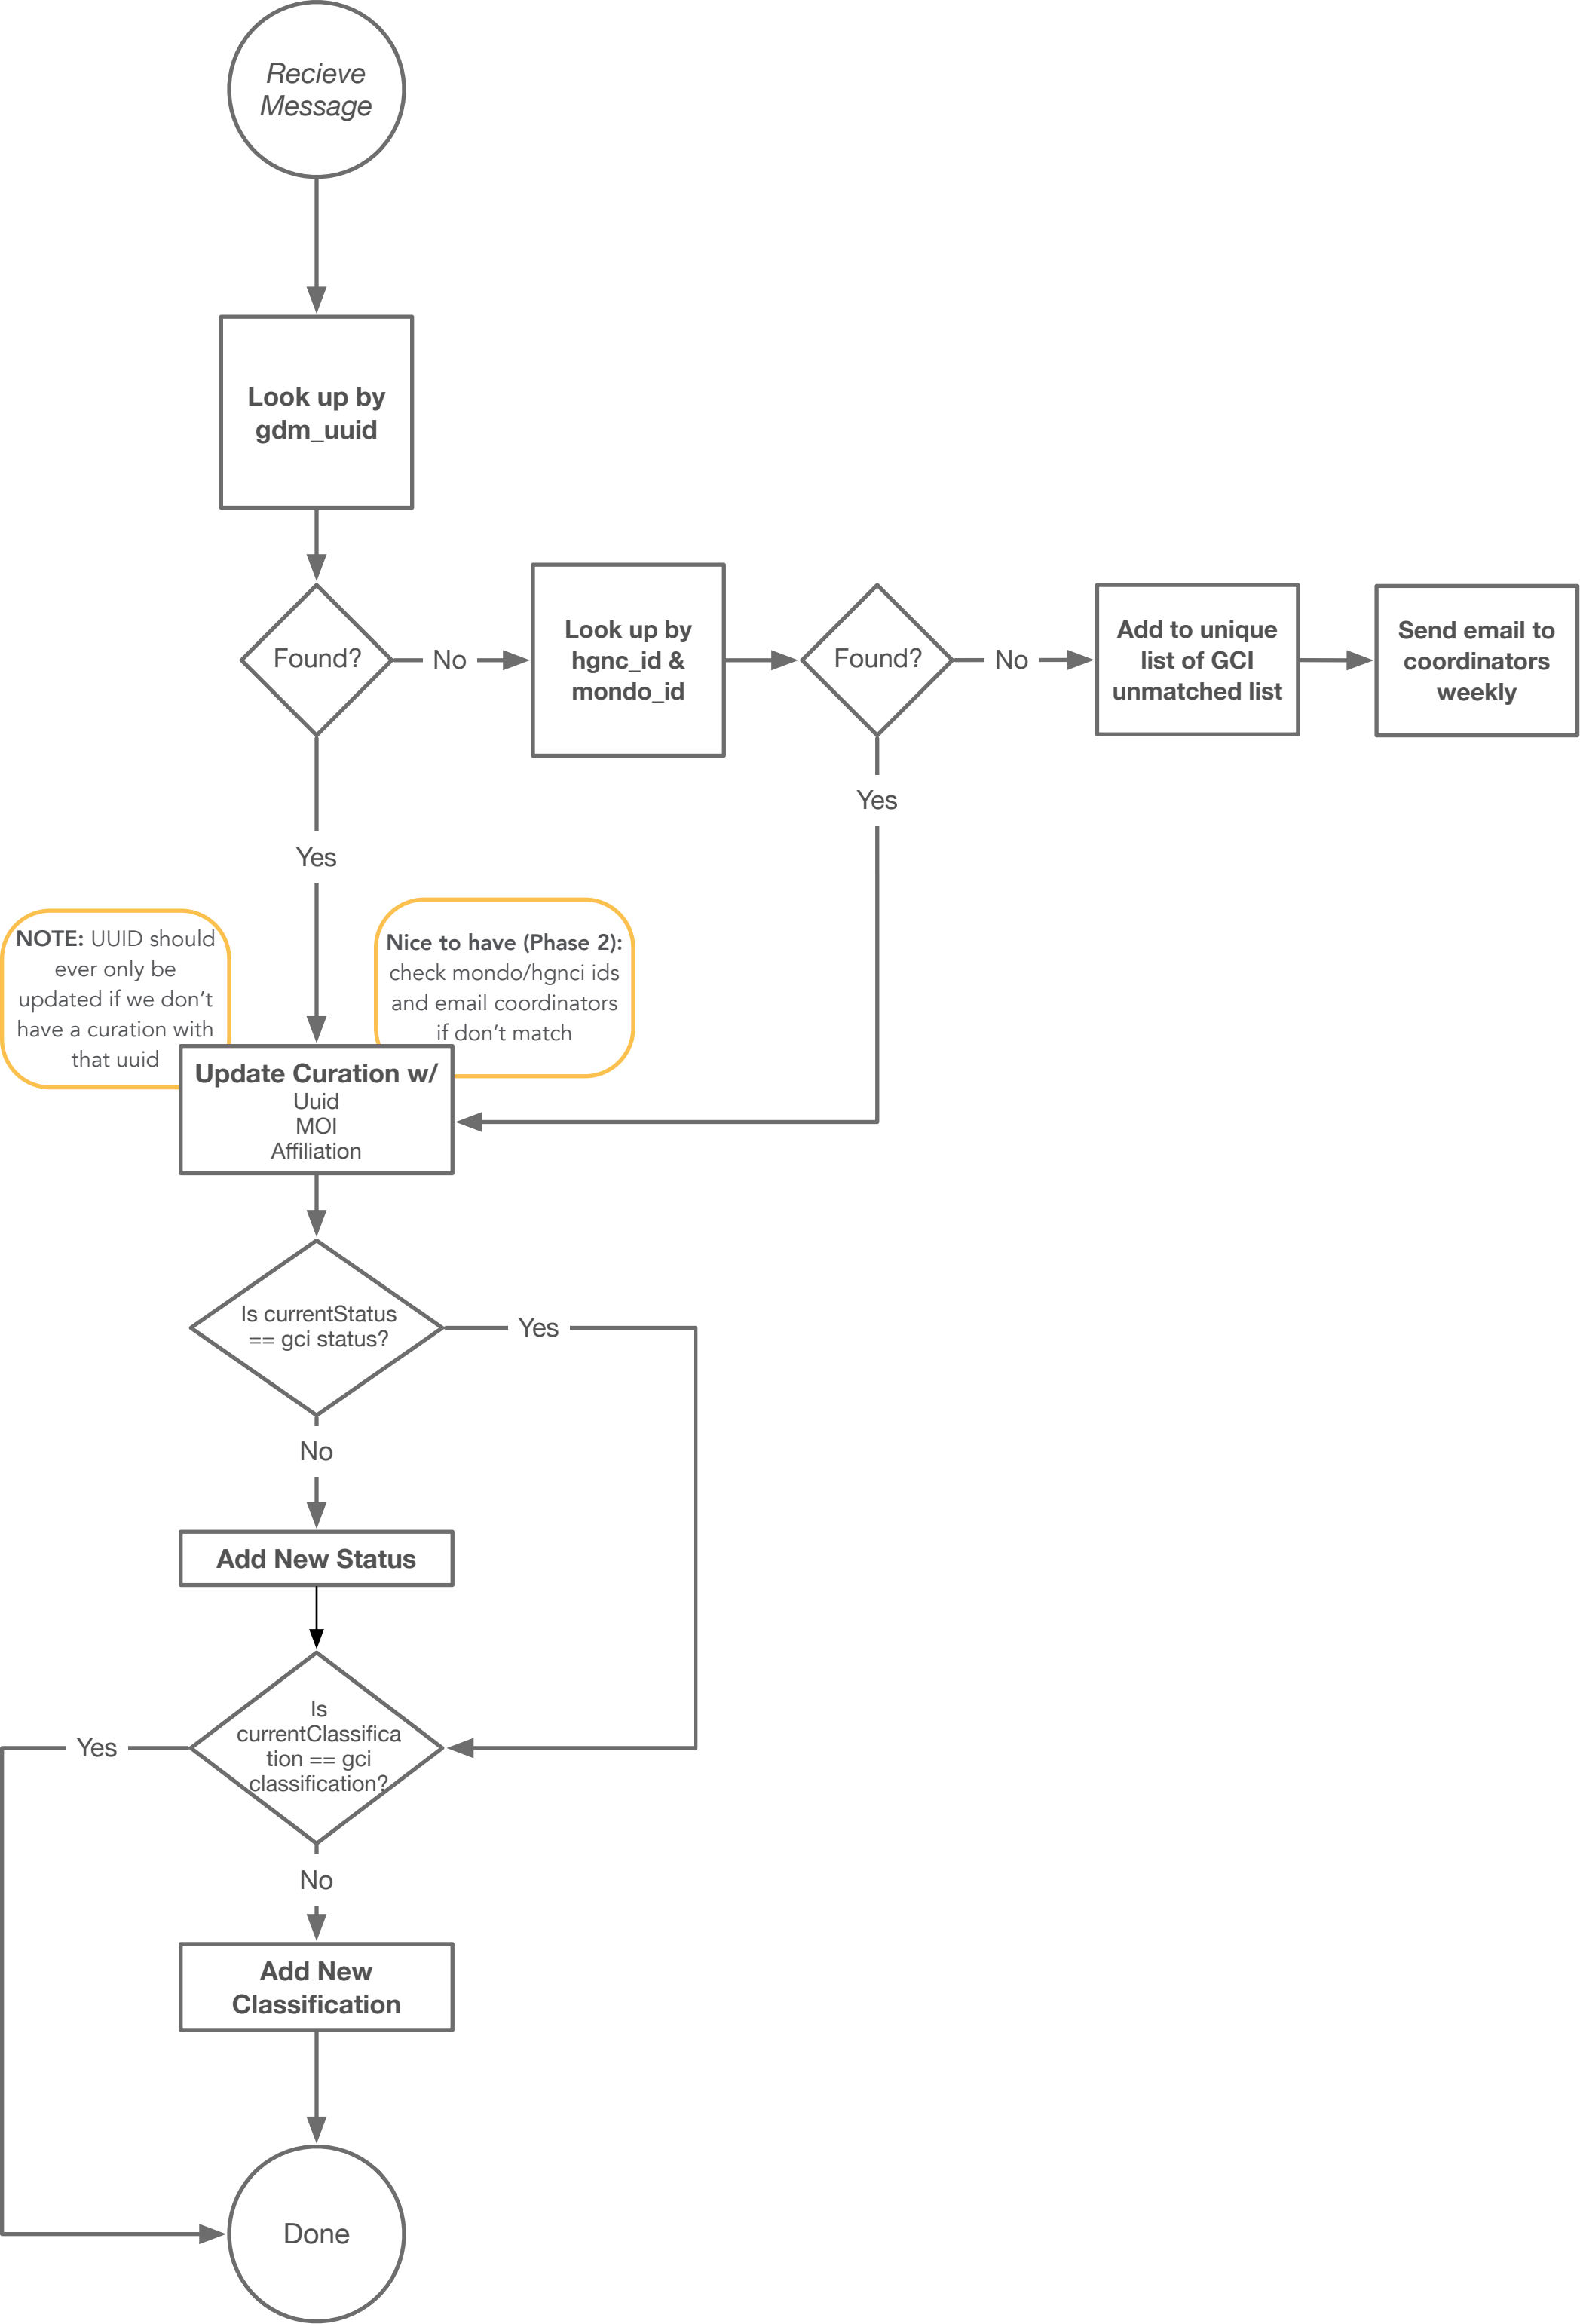 Recieve
Message
Look up by
gdm_uuid
Found?
No
Look up by
hgnc_id &
mondo_id
Found?
No
Add to unique
list of GCI
unmatched list
Send email to
coordinators
weekly
Yes
Yes
NOTE: UUID should
ever only be
updated if we don’t
have a curation with
that uuid
Nice to have (Phase 2):
check mondo/hgnci ids
and email coordinators
if don’t match
Update Curation w/
Uuid
MOI
Affiliation
Is currentStatus
== gci status?
Yes
No
Add New Status
Is
currentClassifica
tion == gci
classification?
Yes
No
Add New
Classification
Done